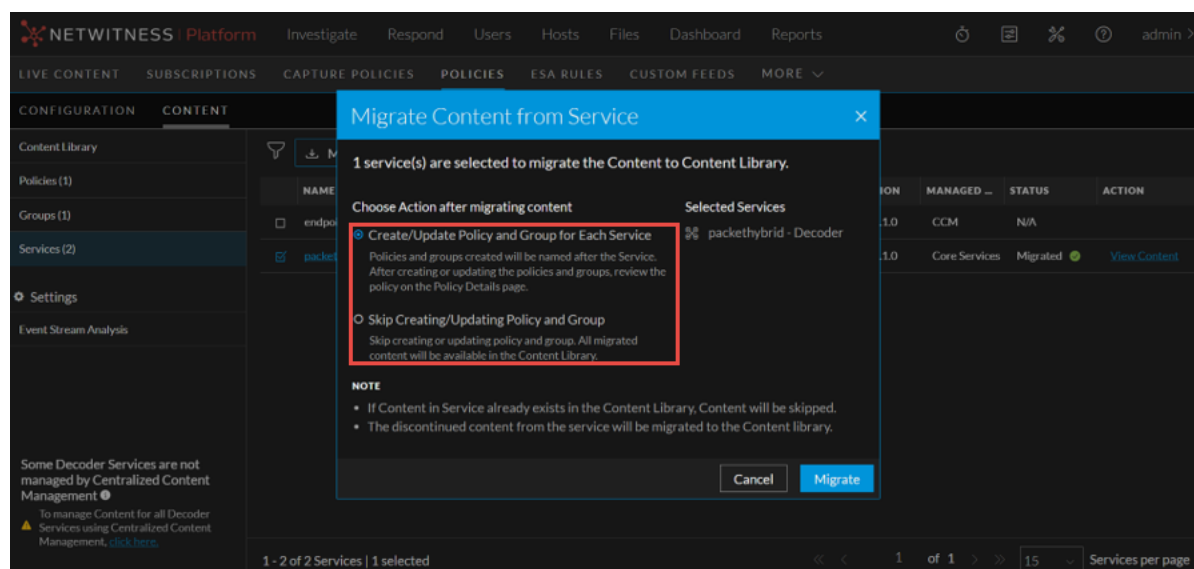 NETWITNESS Platform Investigate Respond Users Hosts Files Dashboard Reports admin >
LIVE CONTENT SUBSCRIPTIONS CAPTURE POLICIES POLICIES ESA RULES CUSTOM FEEDS MORE
CONFIGURATION CONTENT
Content Library
Policies (1)
Groups (1)
Services (2)
Settings
Event Stream Analysis
Some Decoder Services are not
managed by Centralized Content
Management
To manage Content for all Decoder
Services using Centralized Content
Management, click here.
M
NAME ION MANAGED ... STATUS ACTION
endpo .1.0 CCM N/A
packet .1.0 Core Services Migrated View Content
Migrate Content from Service ×
1 service(s) are selected to migrate the Content to Content Library.
Choose Action after migrating content
Create/Update Policy and Group for Each Service
Policies and groups created will be named after the Service.
After creating or updating the policies and groups, review the
policy on the Policy Details page.
Skip Creating/Updating Policy and Group
Skip creating or updating policy and group. All migrated
content will be available in the Content Library.
Selected Services
packethybrid - Decoder
NOTE
• If Content in Service already exists in the Content Library, Content will be skipped.
• The discontinued content from the service will be migrated to the Content library.
Cancel Migrate
1 - 2 of 2 Services | 1 selected << < 1 of 1 > >> 15 Services per page